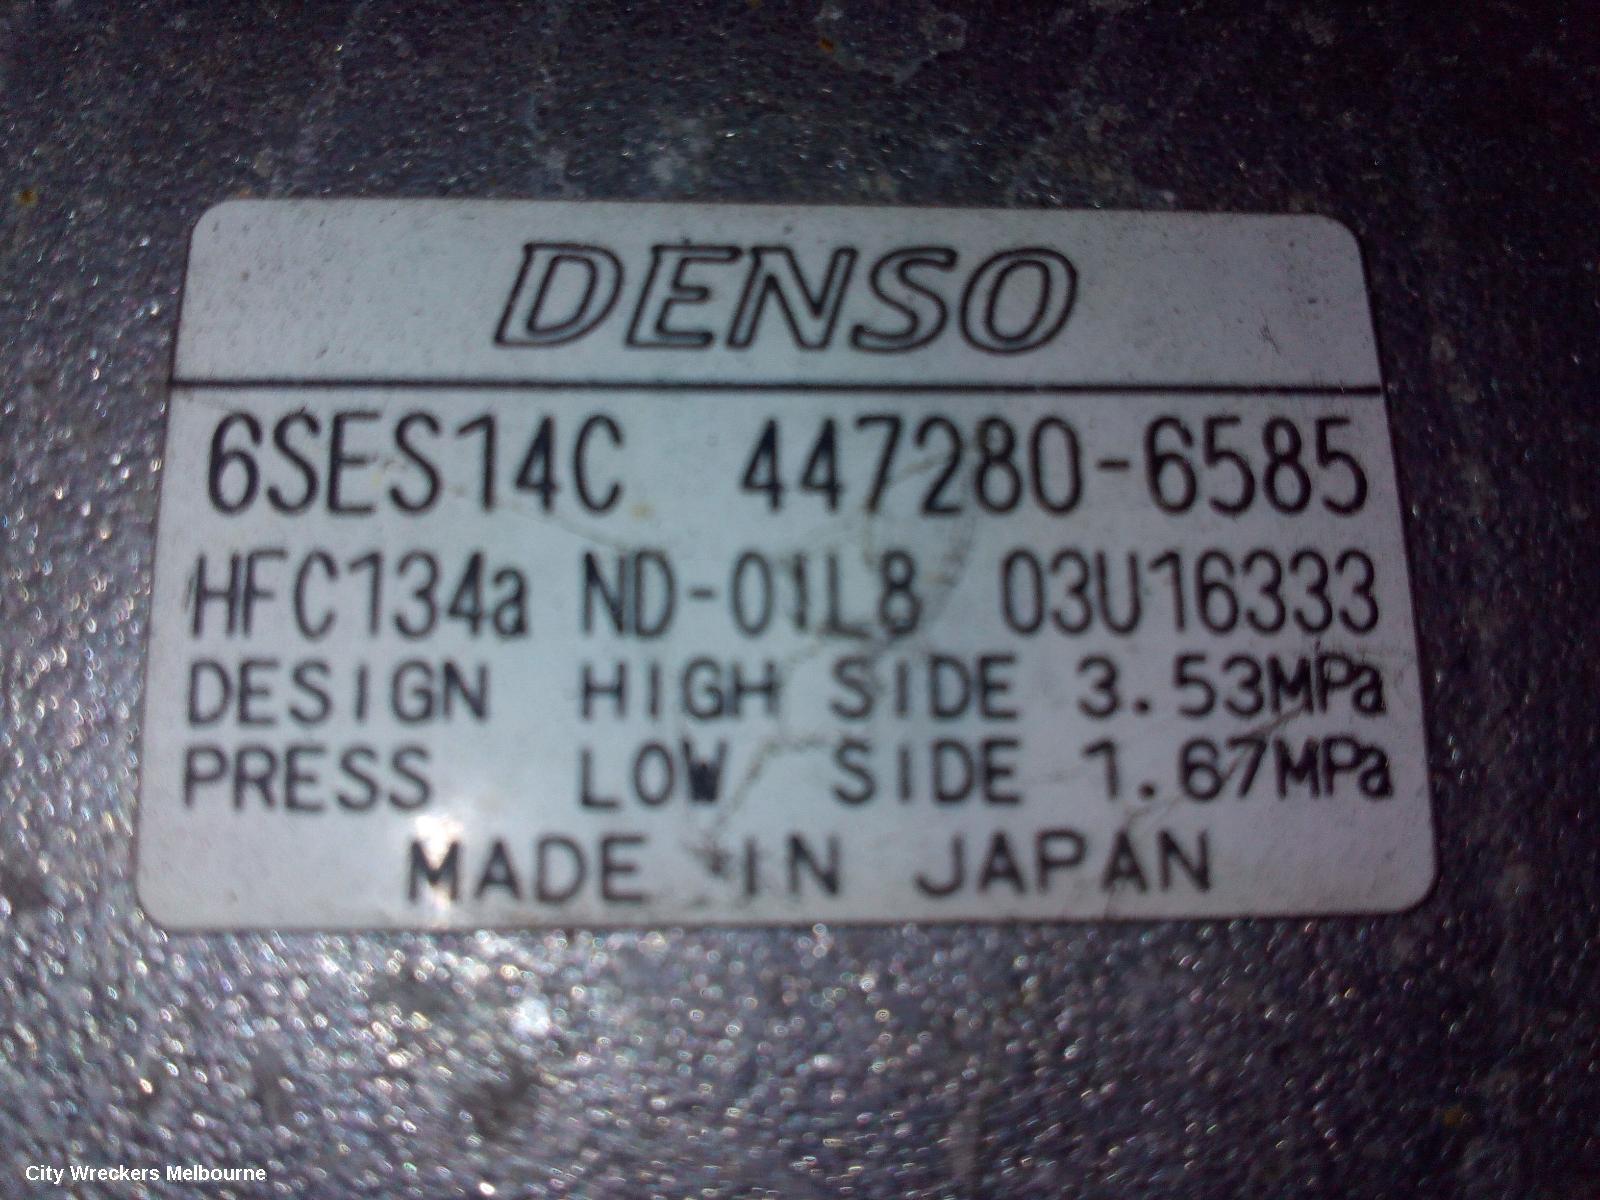 DENSO
6SES14C 447280-6585
HFC134a ND-OIL8 03U16333
DESIGN HIGH SIDE 3.53MPa
PRESS LOW SIDE 1.67MPa
MADE IN JAPAN
City Wreckers Melbourne